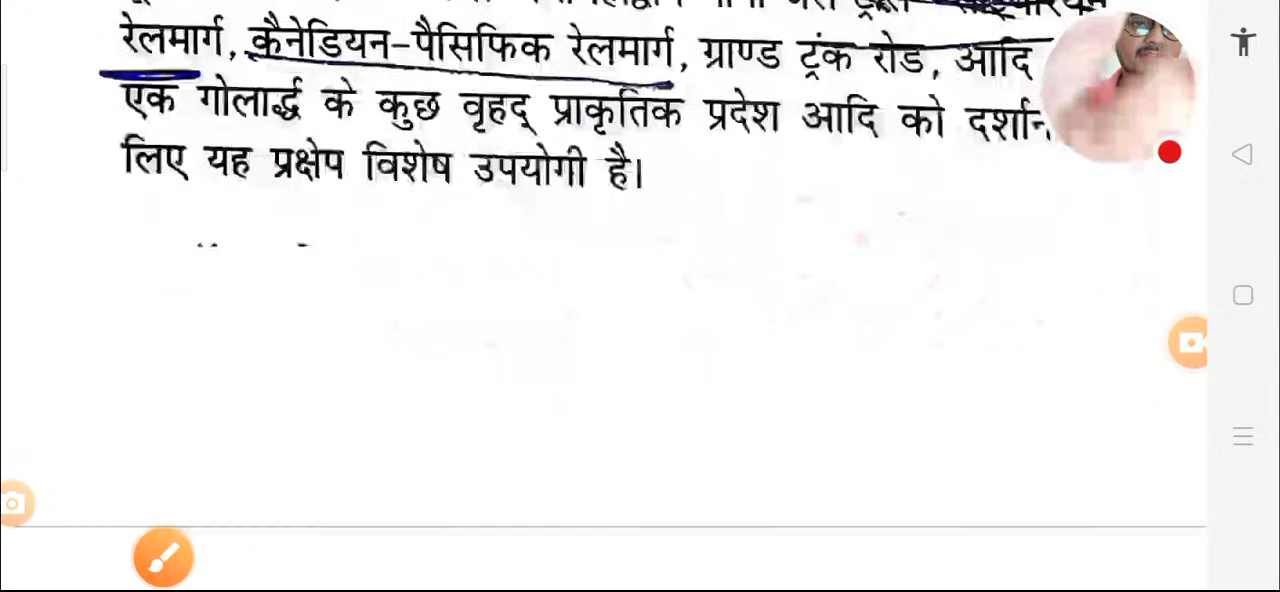 रेलमार्ग, कैनेडियन-पैसिफिक रेलमार्ग, ग्राण्ड ट्रंक रोड, आदि
एक गोलार्द्ध के कुछ वृहद् प्राकृतिक प्रदेश आदि को
लिए यह प्रक्षेप विशेष उपयोगी है।